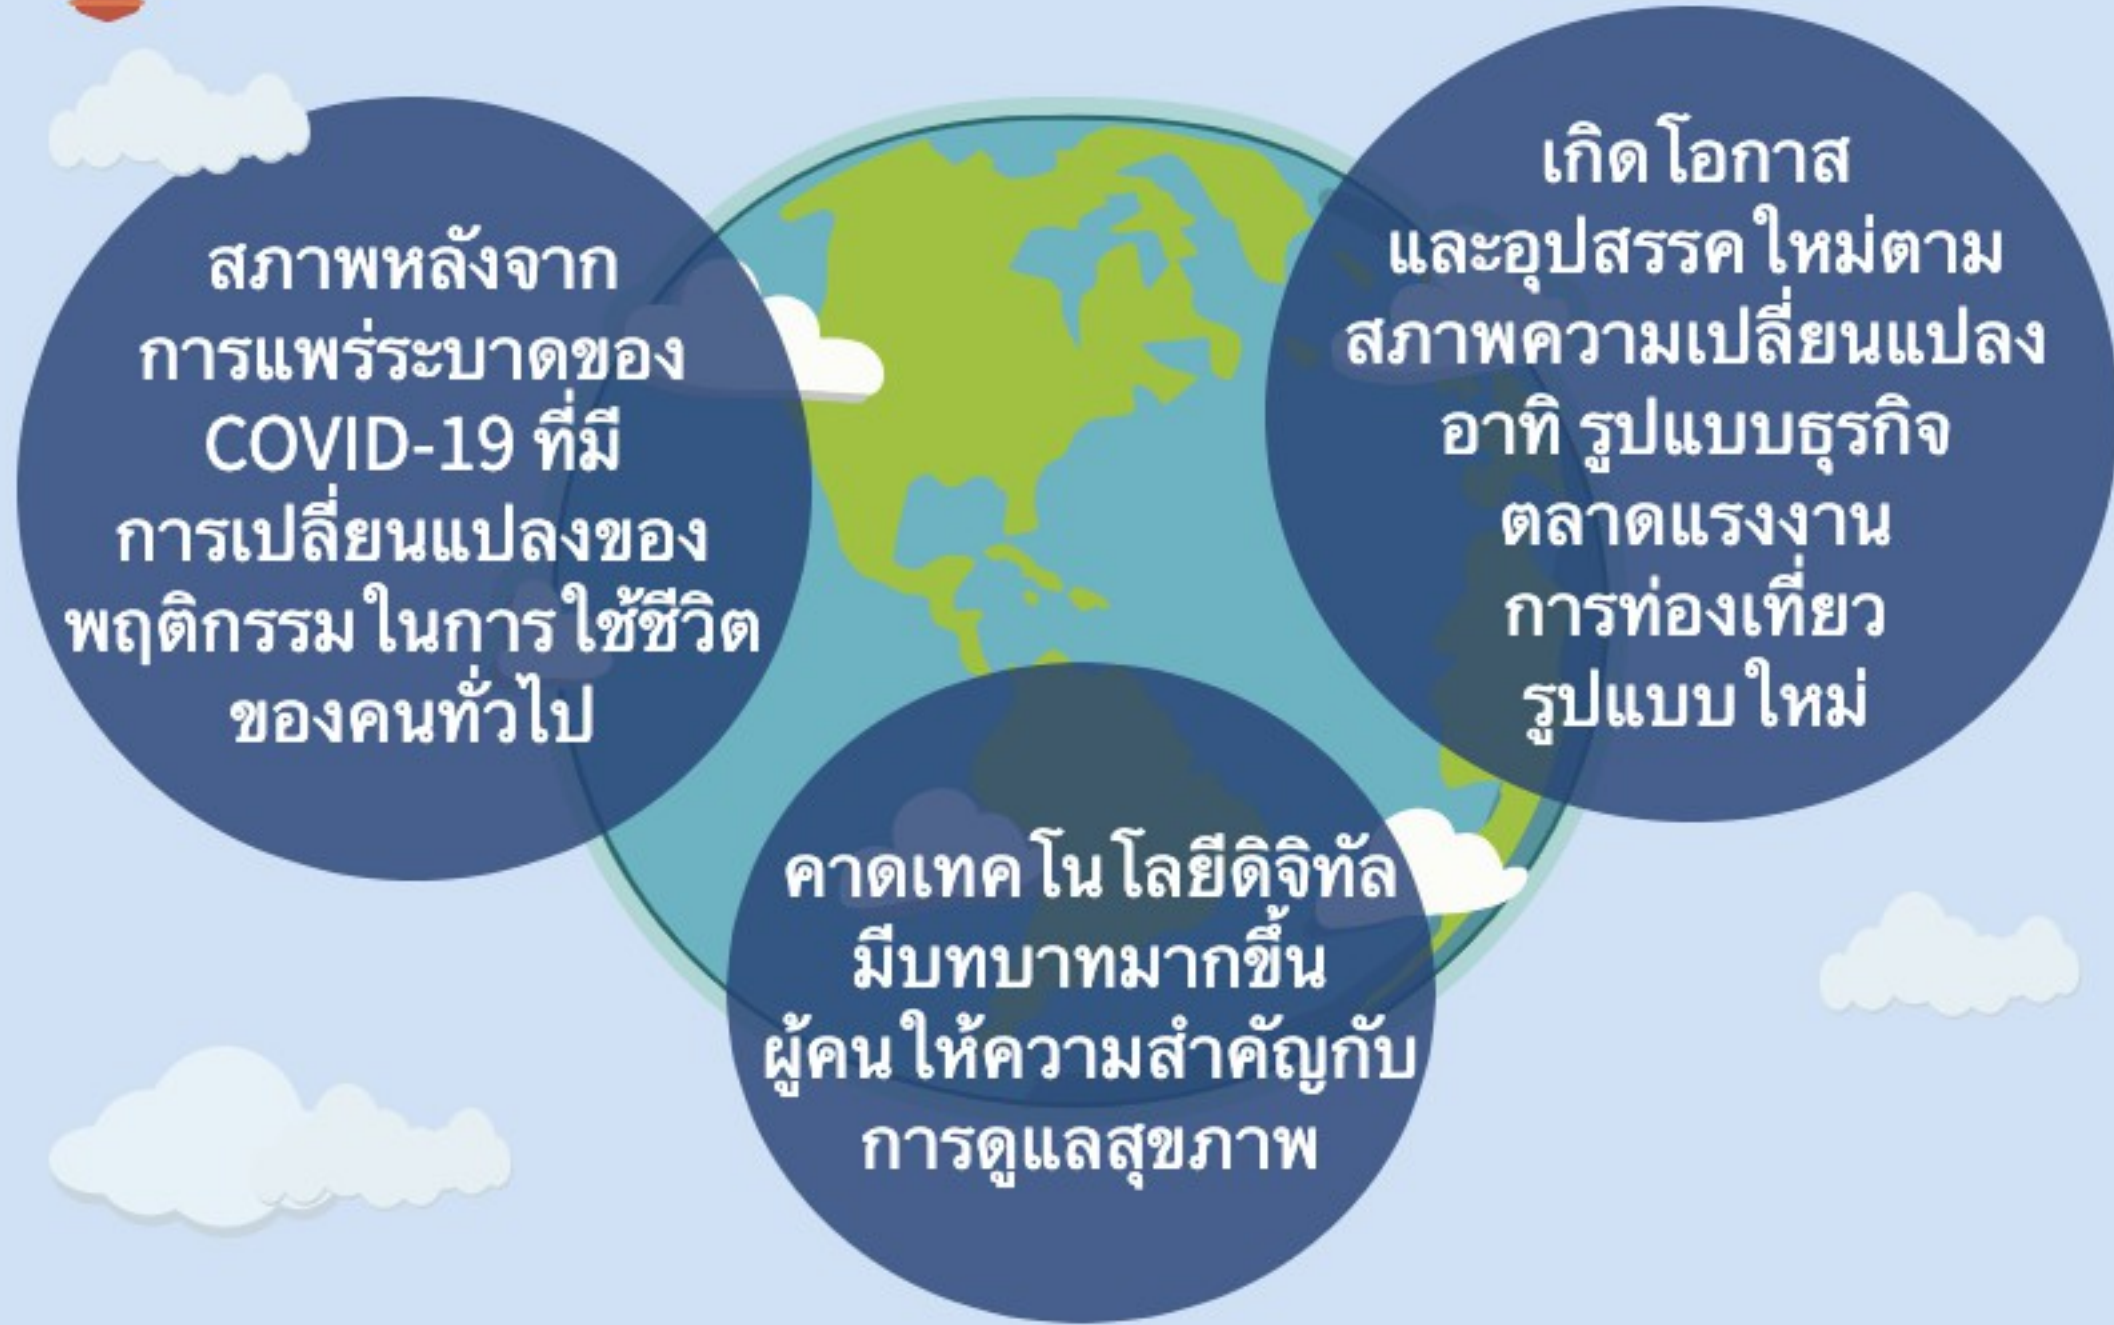 สภาพหลังจาก
การแพร่ระบาดของ
COVID-19 ที่มี
การเปลี่ยนแปลงของ
พฤติกรรมในการใช้ชีวิต
ของคนทั่วไป
เกิดโอกาส
และอุปสรรคใหม่ตาม
สภาพความเปลี่ยนแปลง
อาทิ รูปแบบธุรกิจ
ตลาดแรงงาน
การท่องเที่ยว
รูปแบบใหม่
คาดเทคโนโลยีดิจิทัล
มีบทบาทมากขึ้น
ผู้คนให้ความสำคัญกับ
การดูแลสุขภาพ